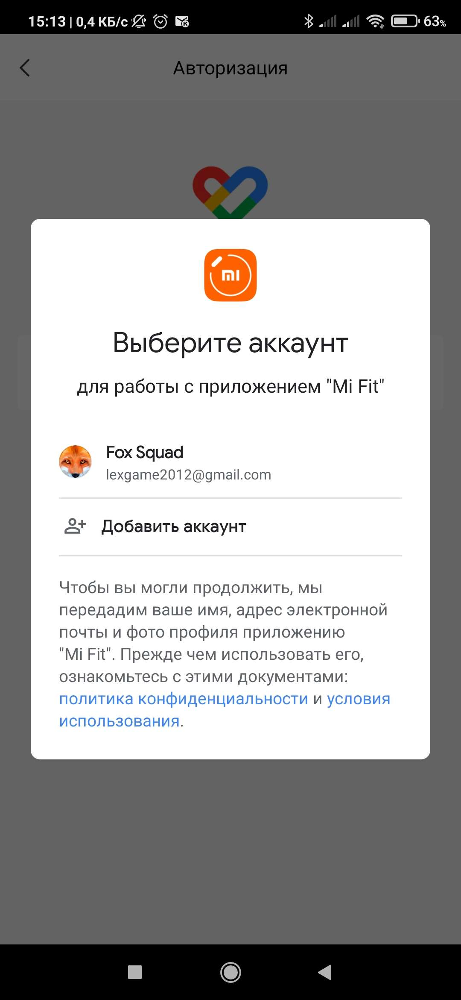 15:13 | 0,4 КБ/с 63%
Авторизация
mi
Выберите аккаунт
для работы с приложением "Mi Fit"
Fox Squad
lexgame2012@gmail.com
Добавить аккаунт
Чтобы вы могли продолжить, мы
передадим ваше имя, адрес электронной
почты и фото профиля приложению
"Mi Fit". Прежде чем использовать его,
ознакомьтесь с этими документами:
политика конфиденциальности и условия
использования.